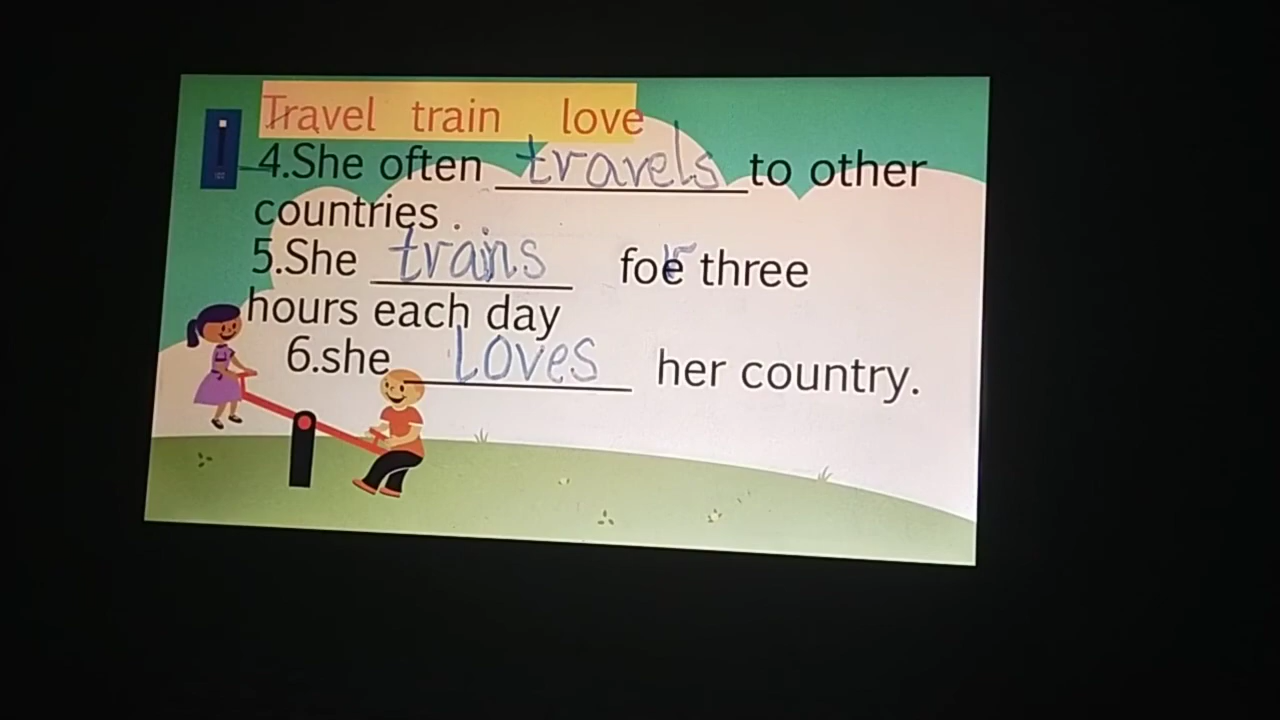 Travel train love
4.She often travels to other
countries .
5.She trains foe r three
hours each day
6.she loves her country.